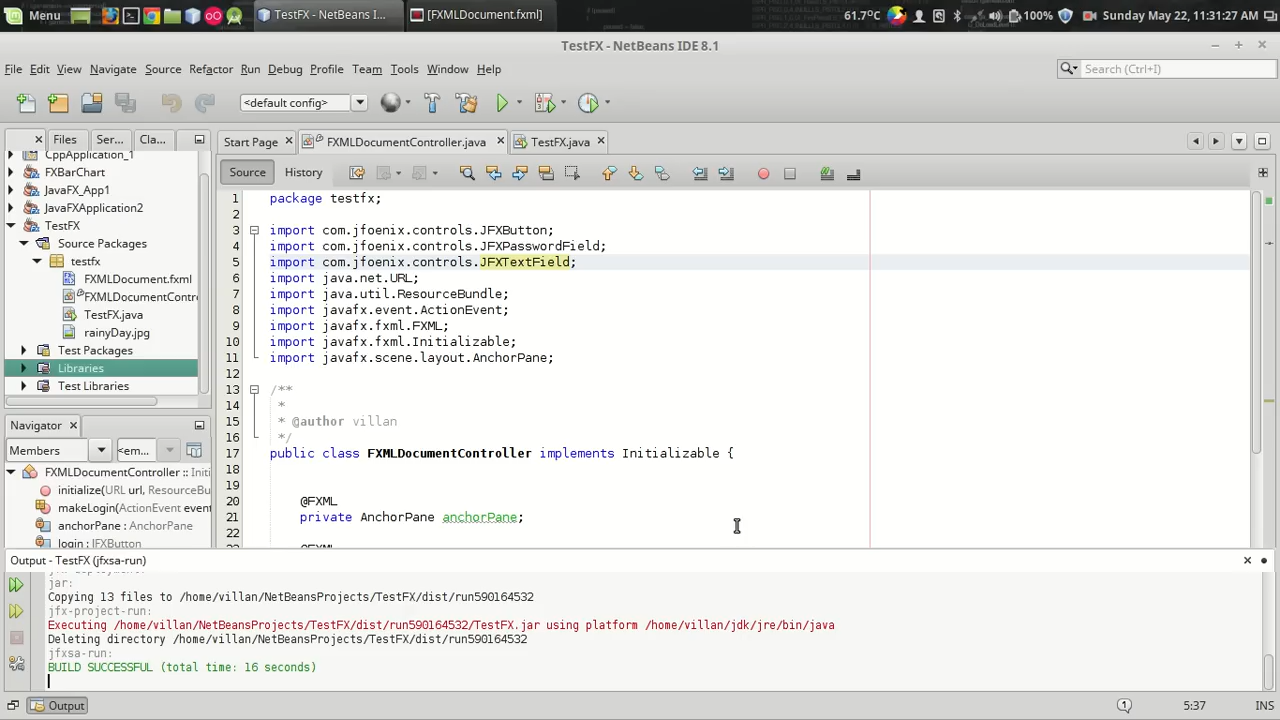 Menu
TestFX - NetBeans I...
[FXMLDocument.fxml]
61.7°C
100%
Sunday May 22, 11:31:27 AM
TestFX - NetBeans IDE 8.1
File Edit View Navigate Source Refactor Run Debug Profile Team Tools Window Help
Search (Ctrl+I)
<default config>
Files
Ser...
Cla...
Start Page
FXMLDocumentController.java
TestFX.java
CppApplication_1
FXBarChart
JavaFX_App1
JavaFXApplication2
TestFX
Source Packages
testfx
FXMLDocument.fxml
FXMLDocumentContro
TestFX.java
rainyDay.jpg
Test Packages
Libraries
Test Libraries
Navigator
Members
<em...
FXMLDocumentController :: Initi
initialize(URL url, ResourceBu
makeLogin(ActionEvent event
anchorPane : AnchorPane
login : JFXButton
Source
History
1 package testfx;
2
3 import com.jfoenix.controls.JFXButton;
4 import com.jfoenix.controls.JFXPasswordField;
5 import com.jfoenix.controls.JFXTextField;
6 import java.net.URL;
7 import java.util.ResourceBundle;
8 import javafx.event.ActionEvent;
9 import javafx.fxml.FXML;
10 import javafx.fxml.Initializable;
11 import javafx.scene.layout.AnchorPane;
12
13 /**
14 *
15 * @author villan
16 */
17 public class FXMLDocumentController implements Initializable {
18
19
20 @FXML
21 private AnchorPane anchorPane;
22
@FXML
Output - TestFX (jfxsa-run)
jar:
Copying 13 files to /home/villan/NetBeansProjects/TestFX/dist/run590164532
jfx-project-run:
Executing /home/villan/NetBeansProjects/TestFX/dist/run590164532/TestFX.jar using platform /home/villan/jdk/jre/bin/java
Deleting directory /home/villan/NetBeansProjects/TestFX/dist/run590164532
jfxsa-run:
BUILD SUCCESSFUL (total time: 16 seconds)
Output
1
5:37
INS